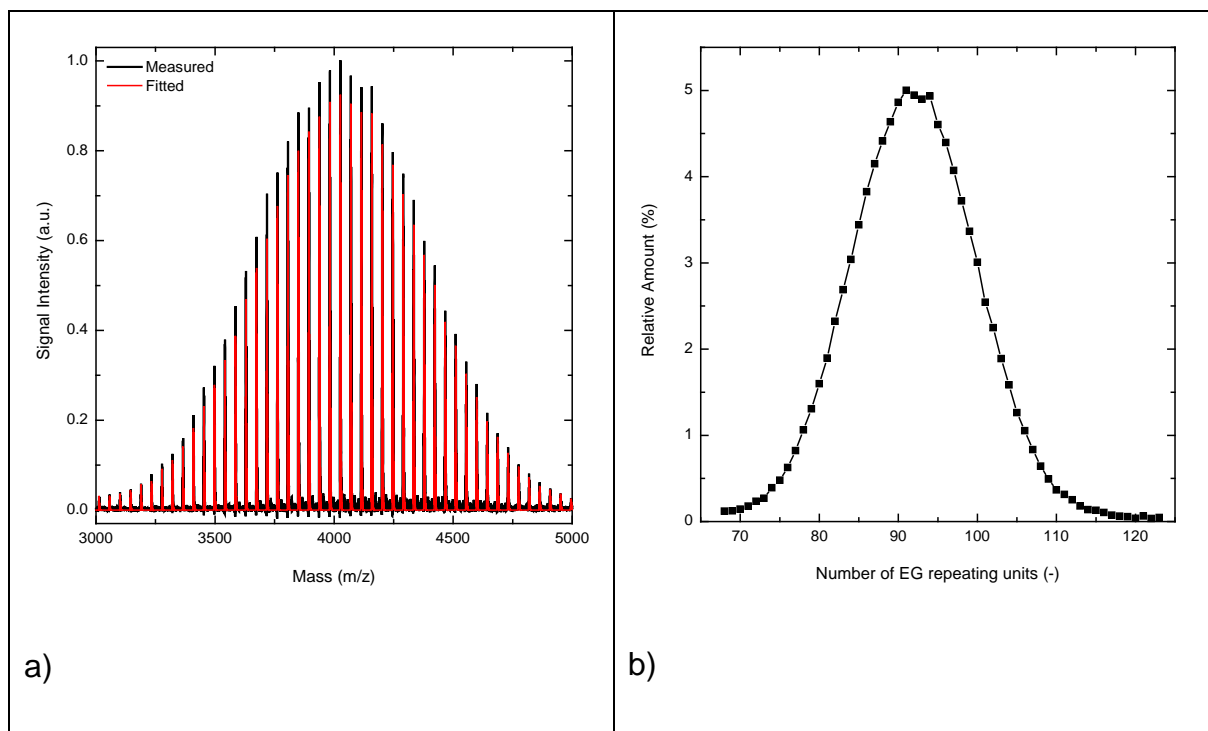 1.0
0.8
0.6
0.4
0.2
0.0
Signal Intensity (a.u.)
Measured
Fitted
3000
3500
4000
4500
5000
Mass (m/z)
a)
5
4
3
2
1
0
Relative Amount (%)
70
80
90
100
110
120
Number of EG repeating units (-)
b)